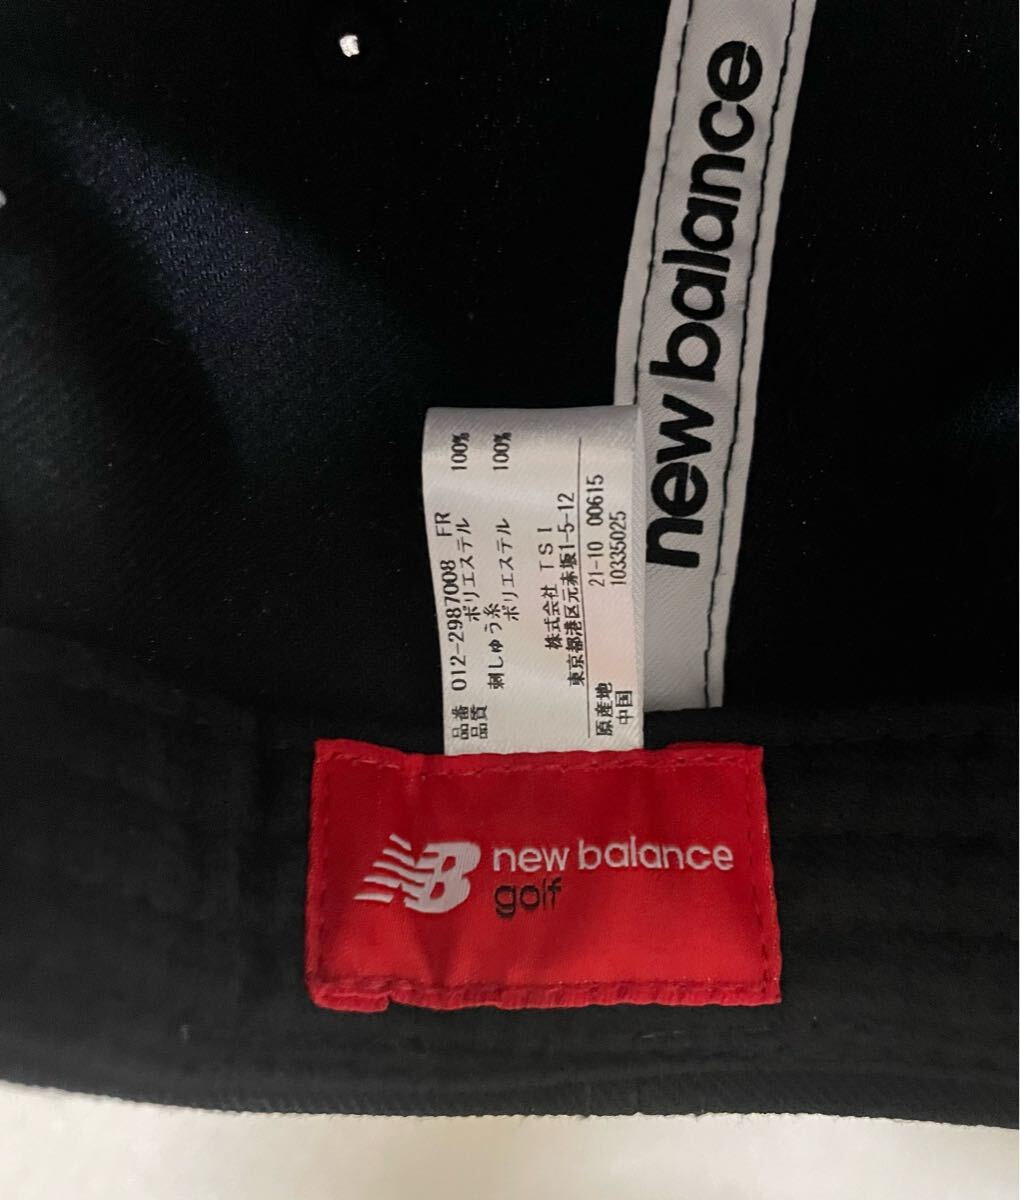 new balance
品番 012-2987008 FR
品質 ポリエステル 100%
刺しゅう糸
ポリエステル 100%
株式会社 TSI
東京都港区元赤坂1-5-12
原産地 21-10 00615
中国 10335025
new balance
golf